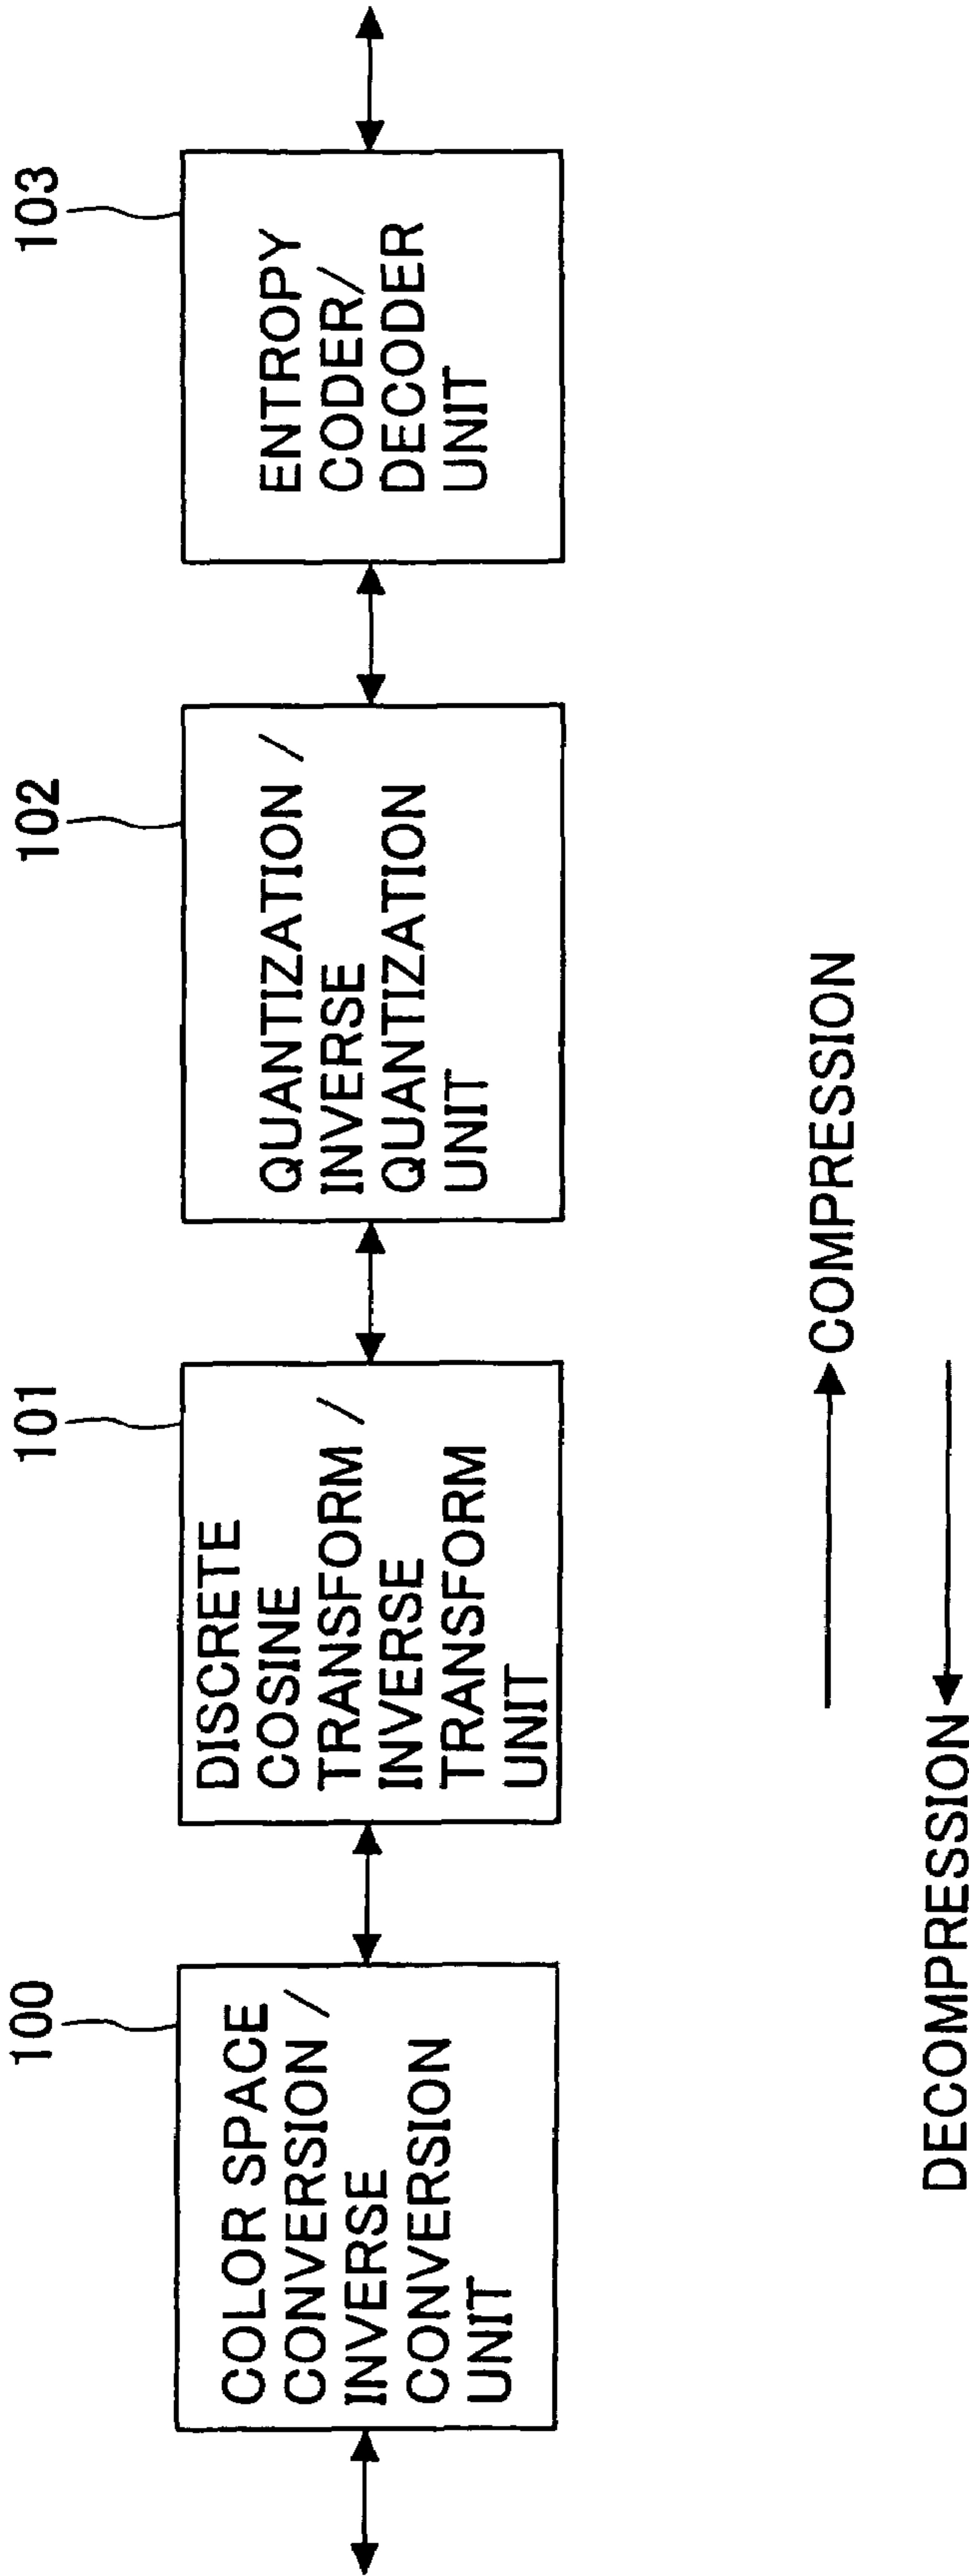 100
COLOR SPACE
CONVERSION /
INVERSE
CONVERSION
UNIT
101
DISCRETE
COSINE
TRANSFORM /
INVERSE
TRANSFORM
UNIT
102
QUANTIZATION /
INVERSE
QUANTIZATION
UNIT
103
ENTROPY
CODER/
DECODER
UNIT
COMPRESSION
DECOMPRESSION